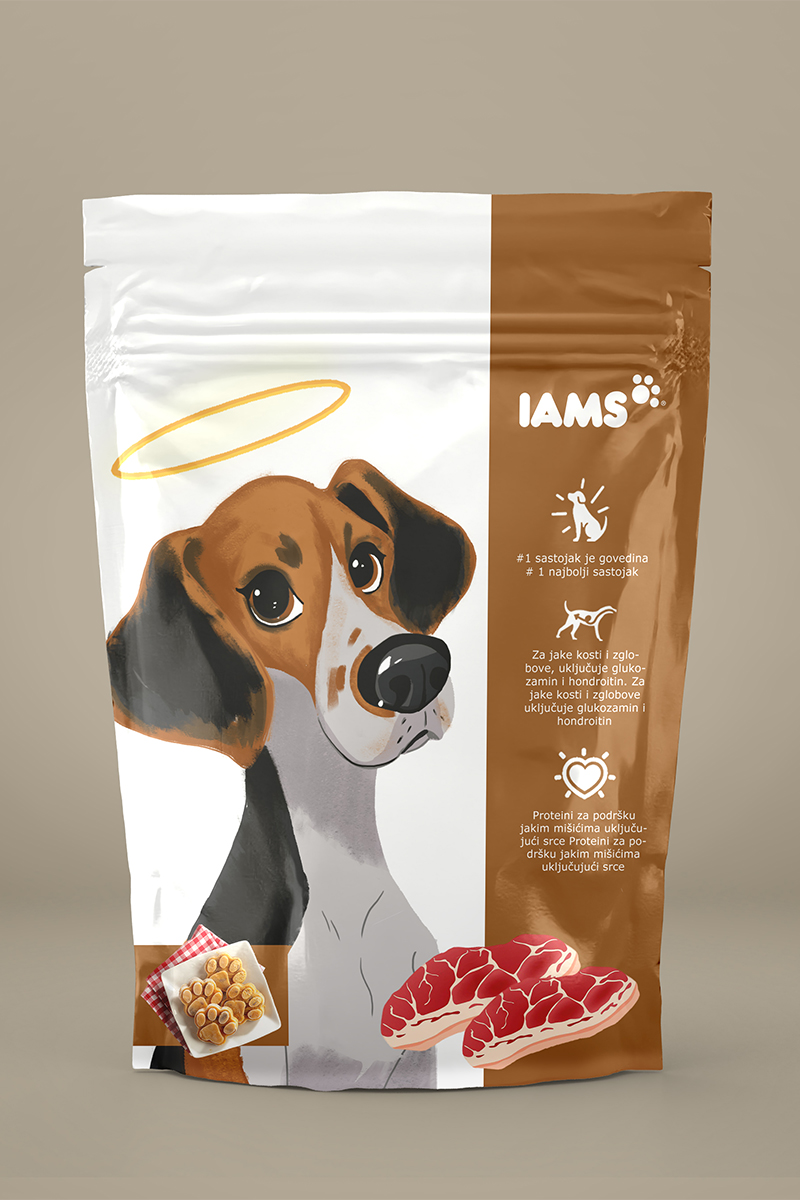 IAMS
#1 sastojak je govedina
# 1 najbolji sastojak
Za jake kosti i zglo-
bove, uključuje gluko-
zamin i hondroitin. Za
jake kosti i zglobove
uključuje glukozamin i
hondroitin
Proteini za podršku
jakim mišićima uključu-
jući srce Proteini za po-
dršku jakim mišićima
uključujući srce